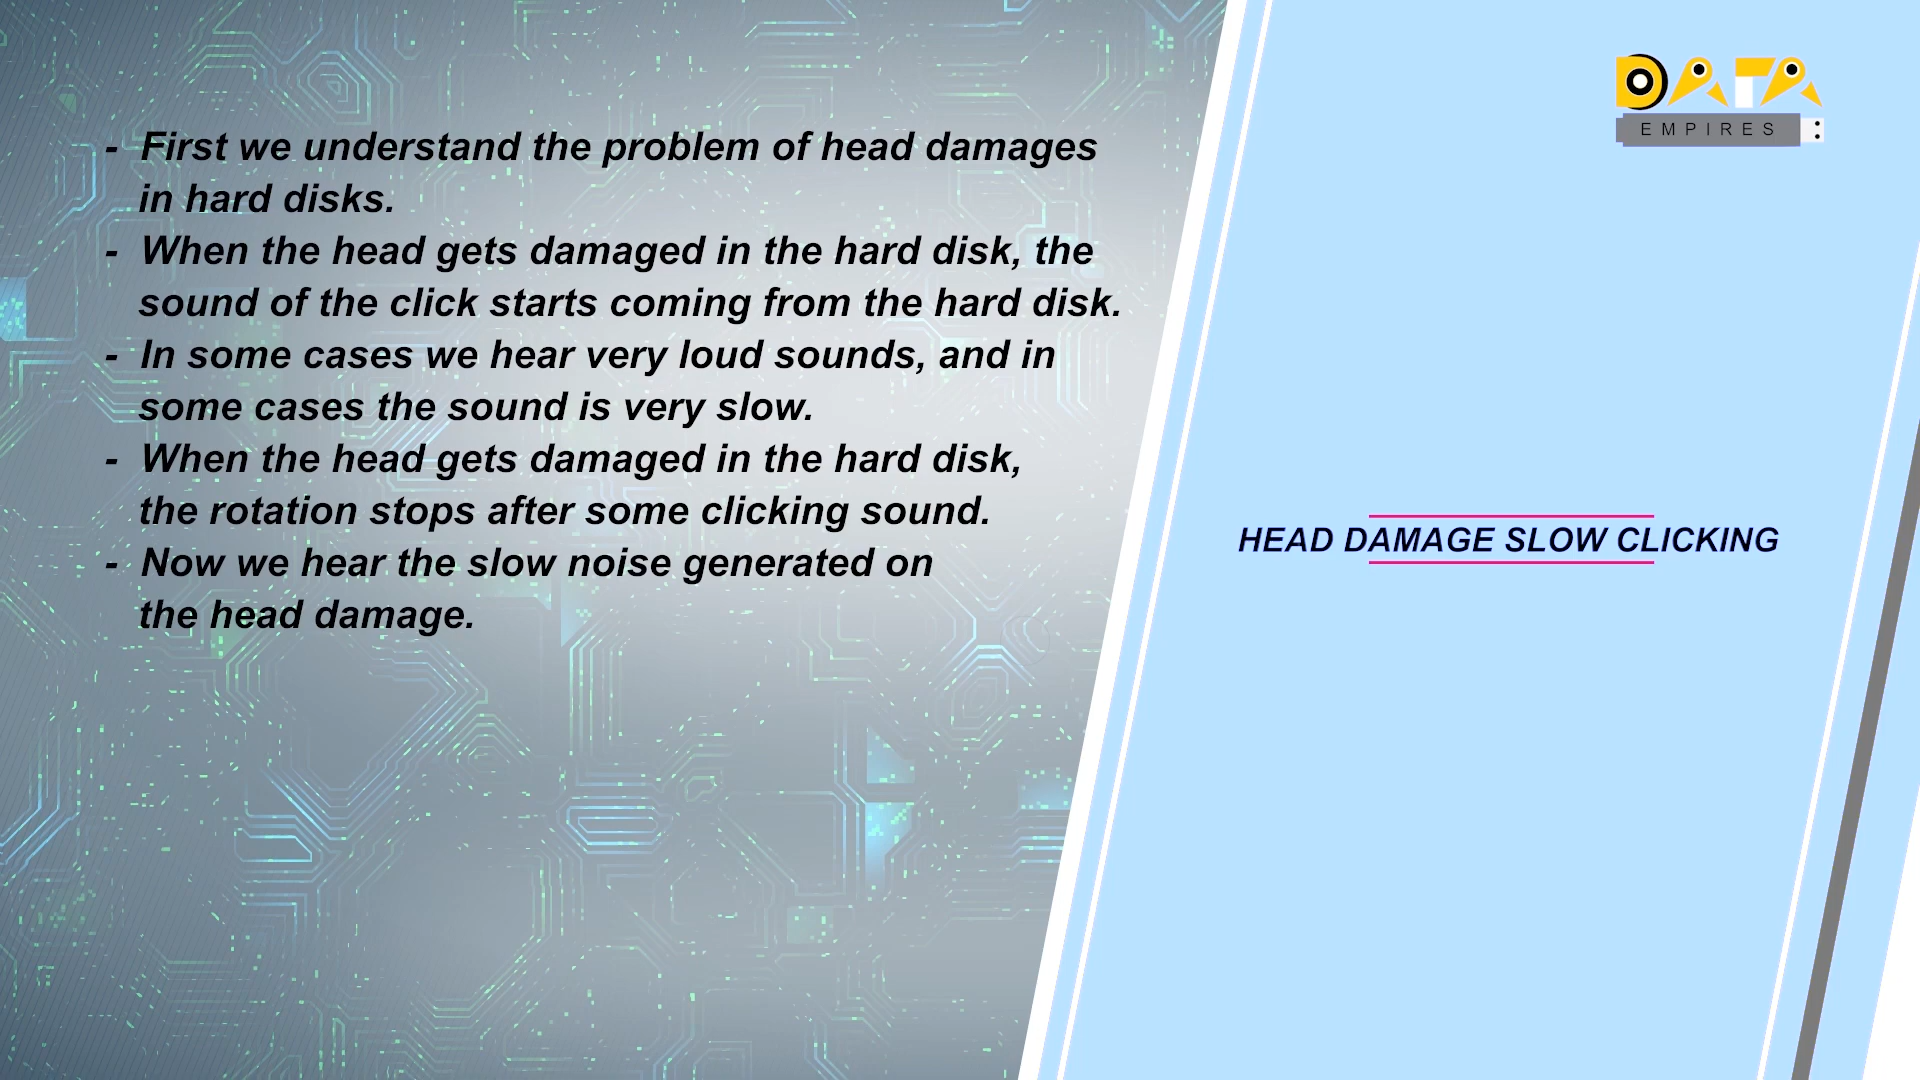 - First we understand the problem of head damages
in hard disks.
- When the head gets damaged in the hard disk, the
sound of the click starts coming from the hard disk.
- In some cases we hear very loud sounds, and in
some cases the sound is very slow.
- When the head gets damaged in the hard disk,
the rotation stops after some clicking sound.
- Now we hear the slow noise generated on
the head damage.
DATA
EMPIRES
HEAD DAMAGE SLOW CLICKING